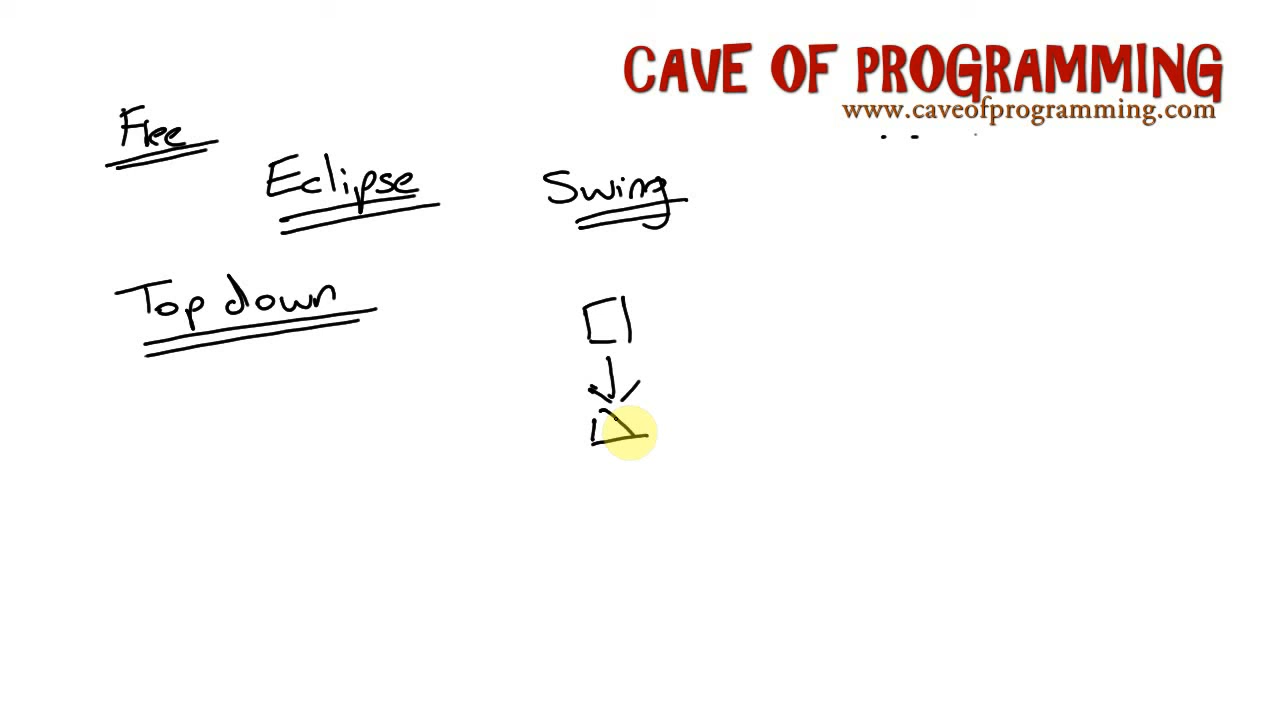 CAVE OF PROGRAMMING
www.caveofprogramming.com
Free
Eclipse
Swing
Top down